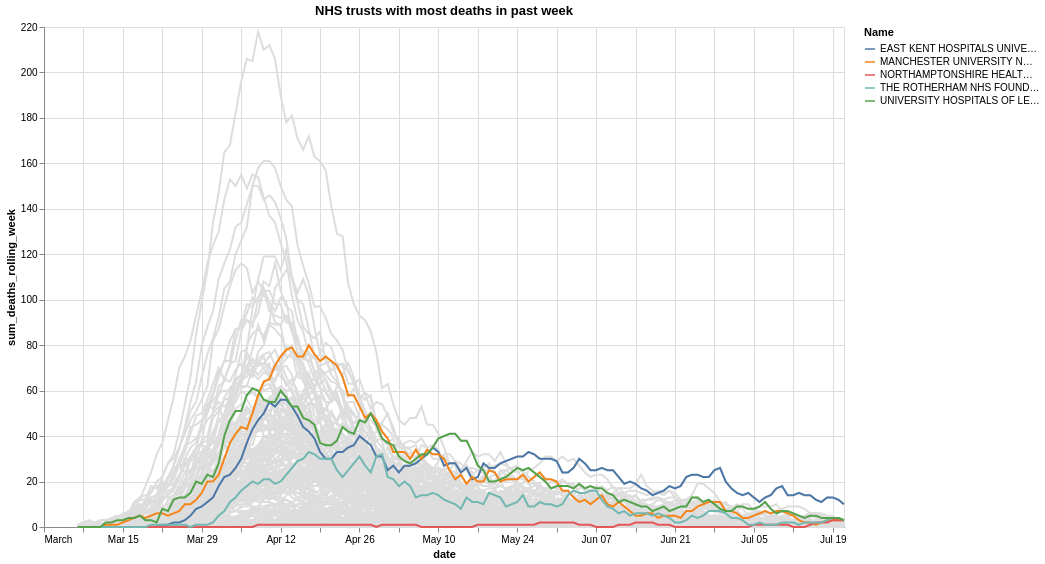 NHS trusts with most deaths in past week
220
200
180
160
140
120
100
80
60
40
20
0
sum_deaths_rolling_week
March
Mar 15
Mar 29
Apr 12
Apr 26
May 10
May 24
Jun 07
Jun 21
Jul 05
Jul 19
date
Name
EAST KENT HOSPITALS UNIVE…
MANCHESTER UNIVERSITY N…
NORTHAMPTONSHIRE HEALT…
THE ROTHERHAM NHS FOUND…
UNIVERSITY HOSPITALS OF LE…